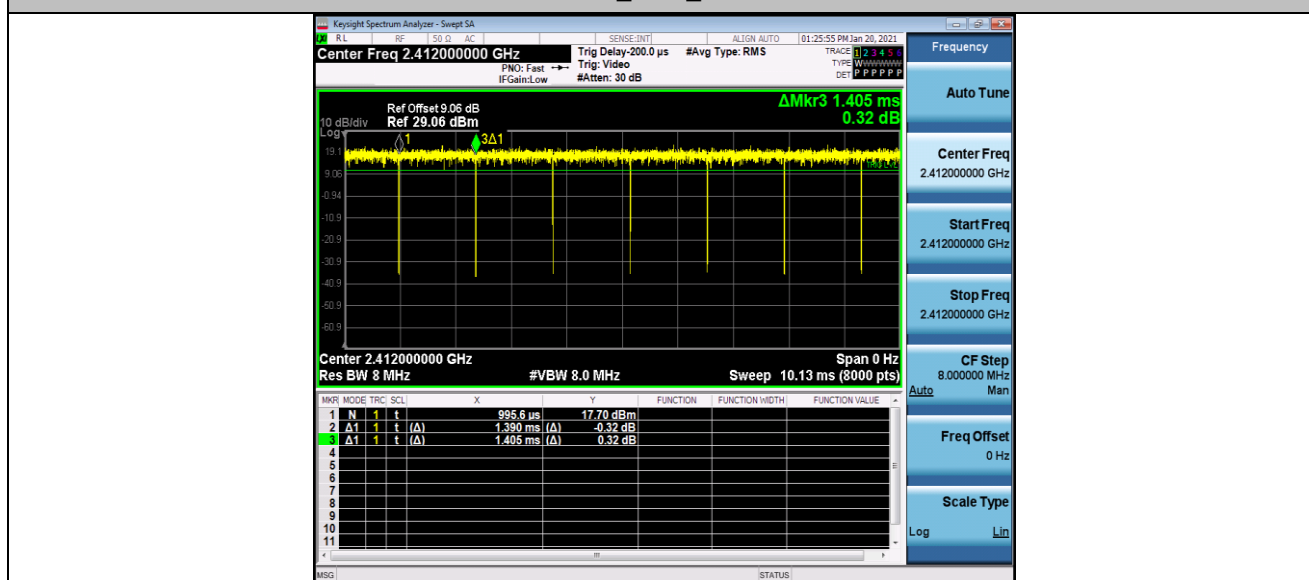 Keysight Spectrum Analyzer - Swept SA
RL RF 50 Ω AC SENSE:INT ALIGN AUTO 01:25:55 PM Jan 20, 2021
Center Freq 2.412000000 GHz
PNO: Fast
IFGain:Low
Trig Delay-200.0 µs
Trig: Video
#Atten: 30 dB
#Avg Type: RMS
TRACE 1 2 3 4 5 6
TYPE WWWWWW
DET P P P P P P
ΔMkr3 1.405 ms
0.32 dB
Ref Offset 9.06 dB
10 dB/div Ref 29.06 dBm
Log
1
3Δ1
19.1
9.06
-0.94
-10.9
-20.9
-30.9
-40.9
-50.9
-60.9
Center 2.412000000 GHz Span 0 Hz
Res BW 8 MHz #VBW 8.0 MHz Sweep 10.13 ms (8000 pts)
MKR MODE TRC SCL X Y FUNCTION FUNCTION WIDTH FUNCTION VALUE
1 N 1 t 995.6 µs 17.70 dBm
2 Δ1 1 t (Δ) 1.390 ms (Δ) -0.32 dB
3 Δ1 1 t (Δ) 1.405 ms (Δ) 0.32 dB
4
5
6
7
8
9
10
11
MSG STATUS
Frequency
Auto Tune
Center Freq
2.412000000 GHz
Start Freq
2.412000000 GHz
Stop Freq
2.412000000 GHz
CF Step
8.000000 MHz
Auto Man
Freq Offset
0 Hz
Scale Type
Log Lin